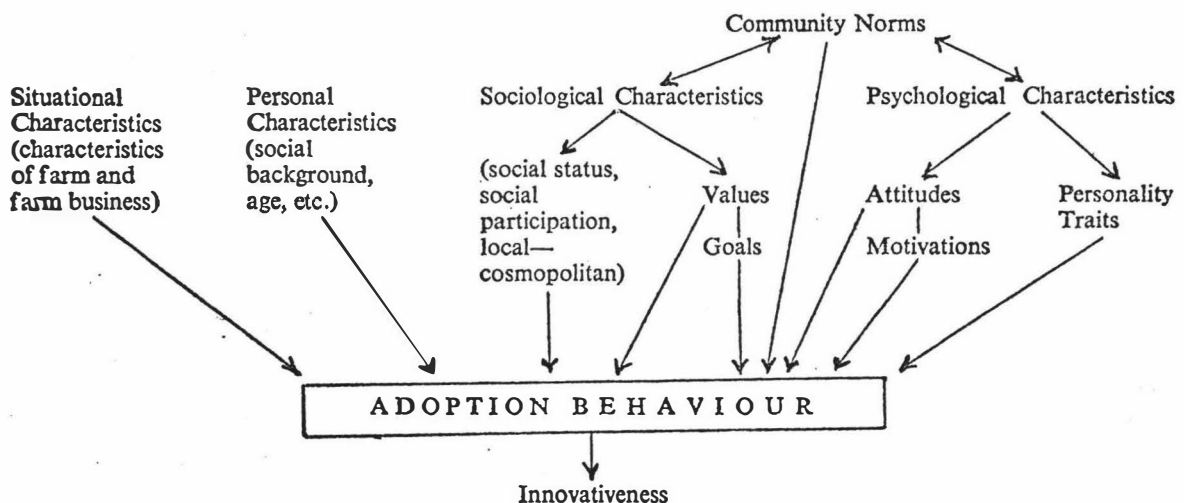 Community Norms
Situational
Characteristics
(characteristics
of farm and
farm business)
Personal
Characteristics
(social
background,
age, etc.)
Sociological Characteristics
(social status,
social
participation,
local—
cosmopolitan)
Values
Goals
Psychological Characteristics
Attitudes
Motivations
Personality
Traits
ADOPTION BEHAVIOUR
Innovativeness